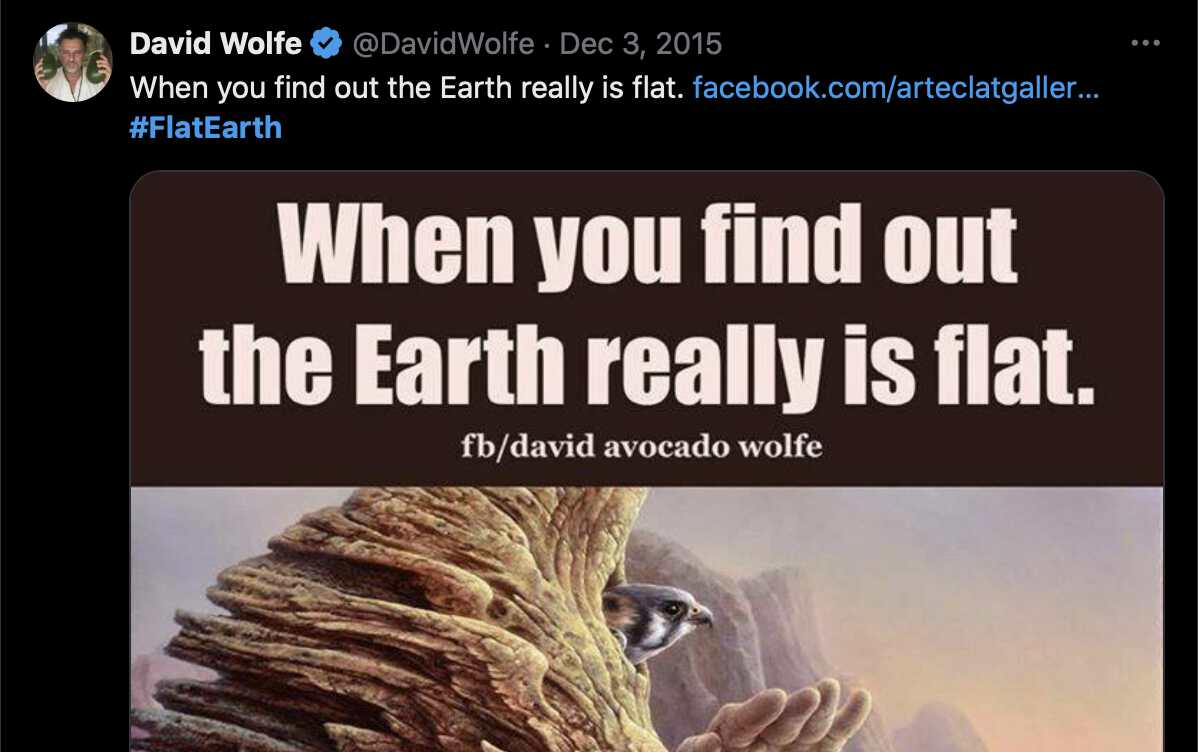 David Wolfe @DavidWolfe · Dec 3, 2015
When you find out the Earth really is flat. facebook.com/arteclatgaller...
#FlatEarth
When you find out
the Earth really is flat.
fb/david avocado wolfe